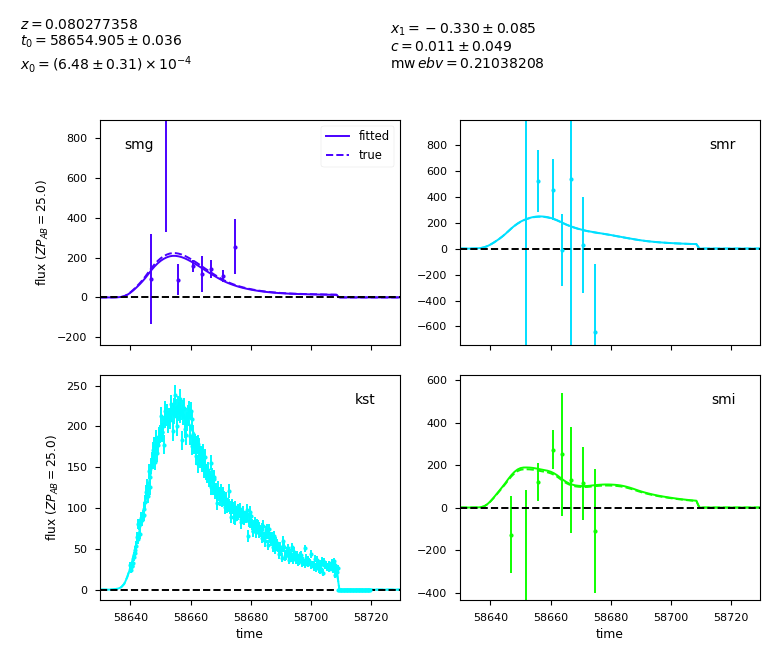 z = 0.080277358
t₀ = 58654.905 ± 0.036
x₀ = (6.48 ± 0.31) × 10⁻⁴
x₁ = −0.330 ± 0.085
c = 0.011 ± 0.049
mw ebv = 0.21038208
smg
fitted
true
800
600
400
200
0
−200
flux (ZP_AB = 25.0)
smr
800
600
400
200
0
−200
−400
−600
kst
250
200
150
100
50
0
flux (ZP_AB = 25.0)
58640 58660 58680 58700 58720
time
smi
600
400
200
0
−200
−400
58640 58660 58680 58700 58720
time